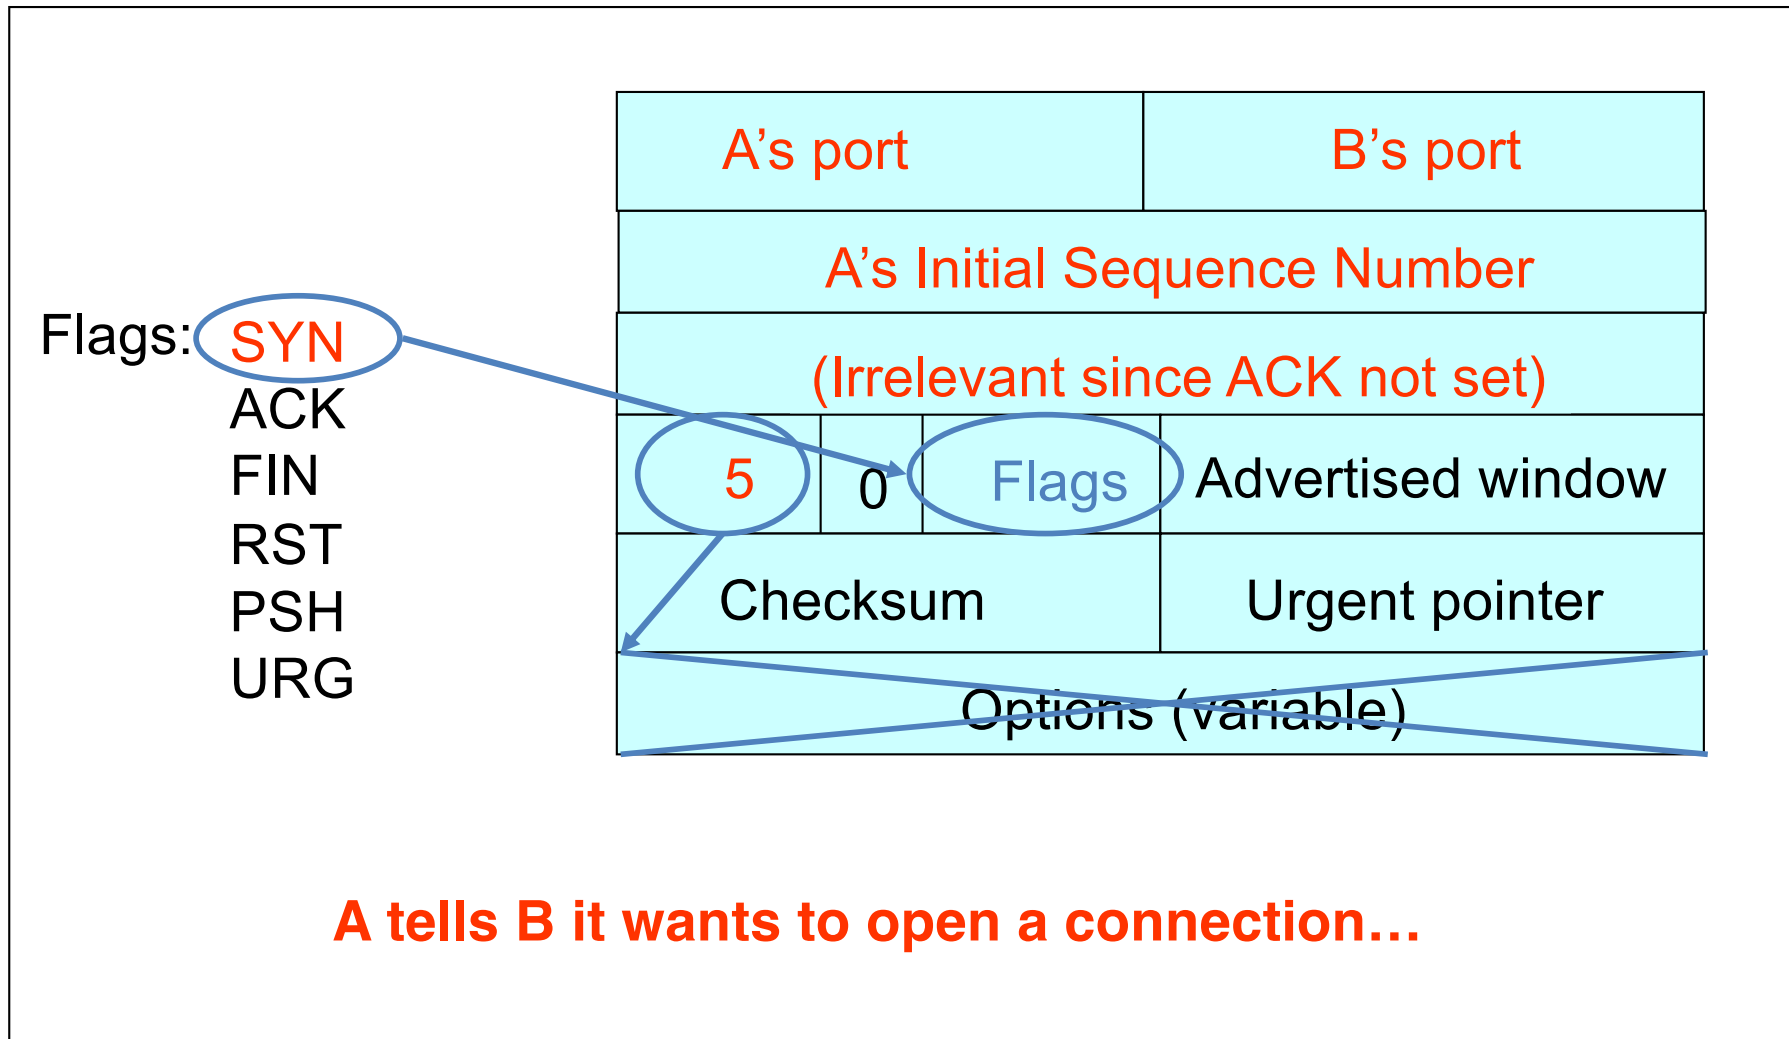 A’s port B’s port
A’s Initial Sequence Number
Flags: SYN
(Irrelevant since ACK not set)
ACK
FIN
RST
PSH
URG
5 0 Flags Advertised window
Checksum Urgent pointer
Options (variable)
A tells B it wants to open a connection…